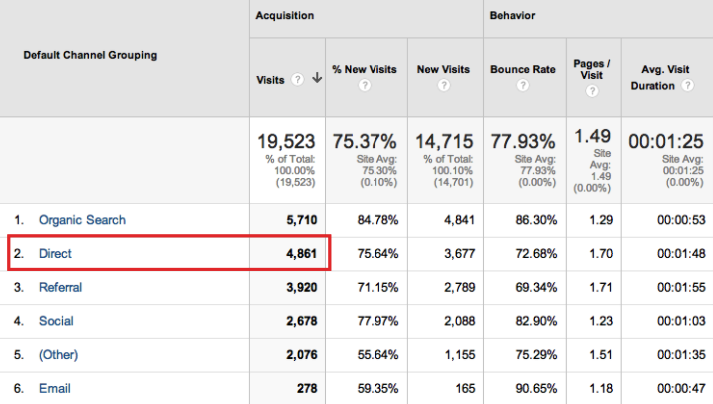 Acquisition Behavior
Default Channel Grouping
Visits ? ↓ % New Visits ? New Visits ? Bounce Rate ? Pages / Visit ? Avg. Visit Duration ?
19,523 % of Total: 100.00% (19,523) 75.37% Site Avg: 75.30% (0.10%) 14,715 % of Total: 100.10% (14,701) 77.93% Site Avg: 77.93% (0.00%) 1.49 Site Avg: 1.49 (0.00%) 00:01:25 Site Avg: 00:01:25 (0.00%)
1. Organic Search 5,710 84.78% 4,841 86.30% 1.29 00:00:53
2. Direct 4,861 75.64% 3,677 72.68% 1.70 00:01:48
3. Referral 3,920 71.15% 2,789 69.34% 1.71 00:01:55
4. Social 2,678 77.97% 2,088 82.90% 1.23 00:01:03
5. (Other) 2,076 55.64% 1,155 75.29% 1.51 00:01:35
6. Email 278 59.35% 165 90.65% 1.18 00:00:47